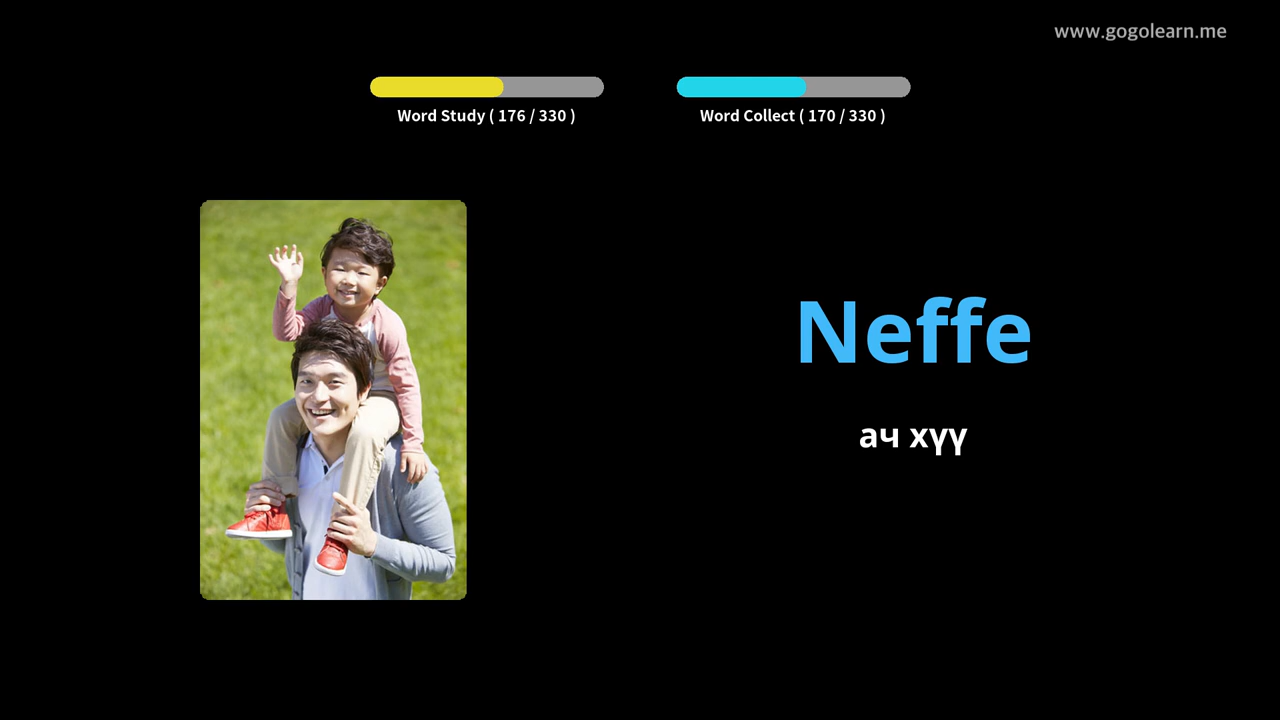 www.gogolearn.me
Word Study ( 176 / 330 )
Word Collect ( 170 / 330 )
Neffe
ач хүү